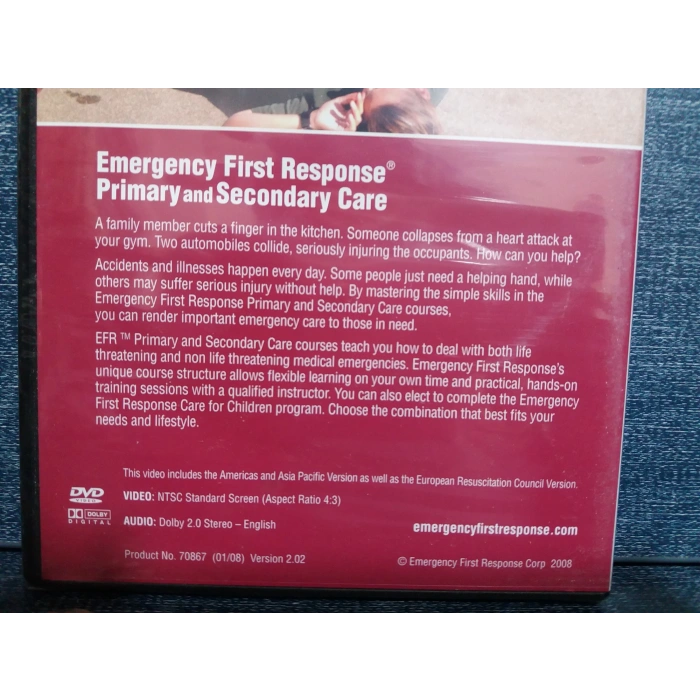 Emergency First Response®
Primary and Secondary Care
A family member cuts a finger in the kitchen. Someone collapses from a heart attack at
your gym. Two automobiles collide, seriously injuring the occupants. How can you help?
Accidents and illnesses happen every day. Some people just need a helping hand, while
others may suffer serious injury without help. By mastering the simple skills in the
Emergency First Response Primary and Secondary Care courses,
you can render important emergency care to those in need.
EFR ™ Primary and Secondary Care courses teach you how to deal with both life
threatening and non life threatening medical emergencies. Emergency First Response's
unique course structure allows flexible learning on your own time and practical, hands-on
training sessions with a qualified instructor. You can also elect to complete the Emergency
First Response Care for Children program. Choose the combination that best fits your
needs and lifestyle.
This video includes the Americas and Asia Pacific Version as well as the European Resuscitation Council Version.
DVD
VIDEO
VIDEO: NTSC Standard Screen (Aspect Ratio 4:3)
DOLBY
DIGITAL
AUDIO: Dolby 2.0 Stereo – English
emergencyfirstresponse.com
Product No. 70867 (01/08) Version 2.02
© Emergency First Response Corp 2008